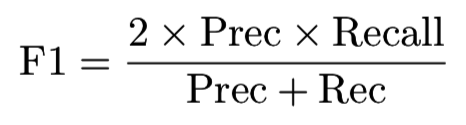 F1 = 2 × Prec × Recall
Prec + Rec